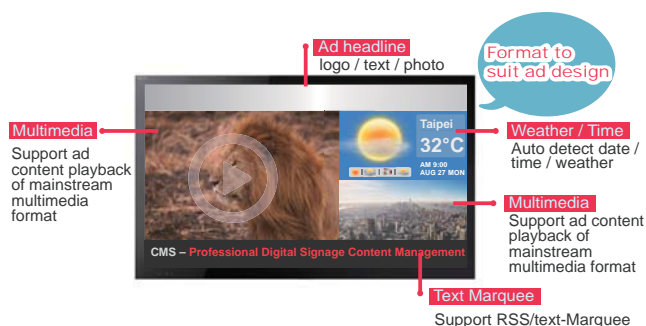 Ad headline
logo / text / photo
Format to
suit ad design
Multimedia
Support ad
content playback
of mainstream
multimedia
format
Taipei
32°C
AM 9:00
AUG 27 MON
Weather / Time
Auto detect date /
time / weather
Multimedia
Support ad content
playback of
mainstream
multimedia format
CMS – Professional Digital Signage Content Management
Text Marquee
Support RSS/text-Marquee